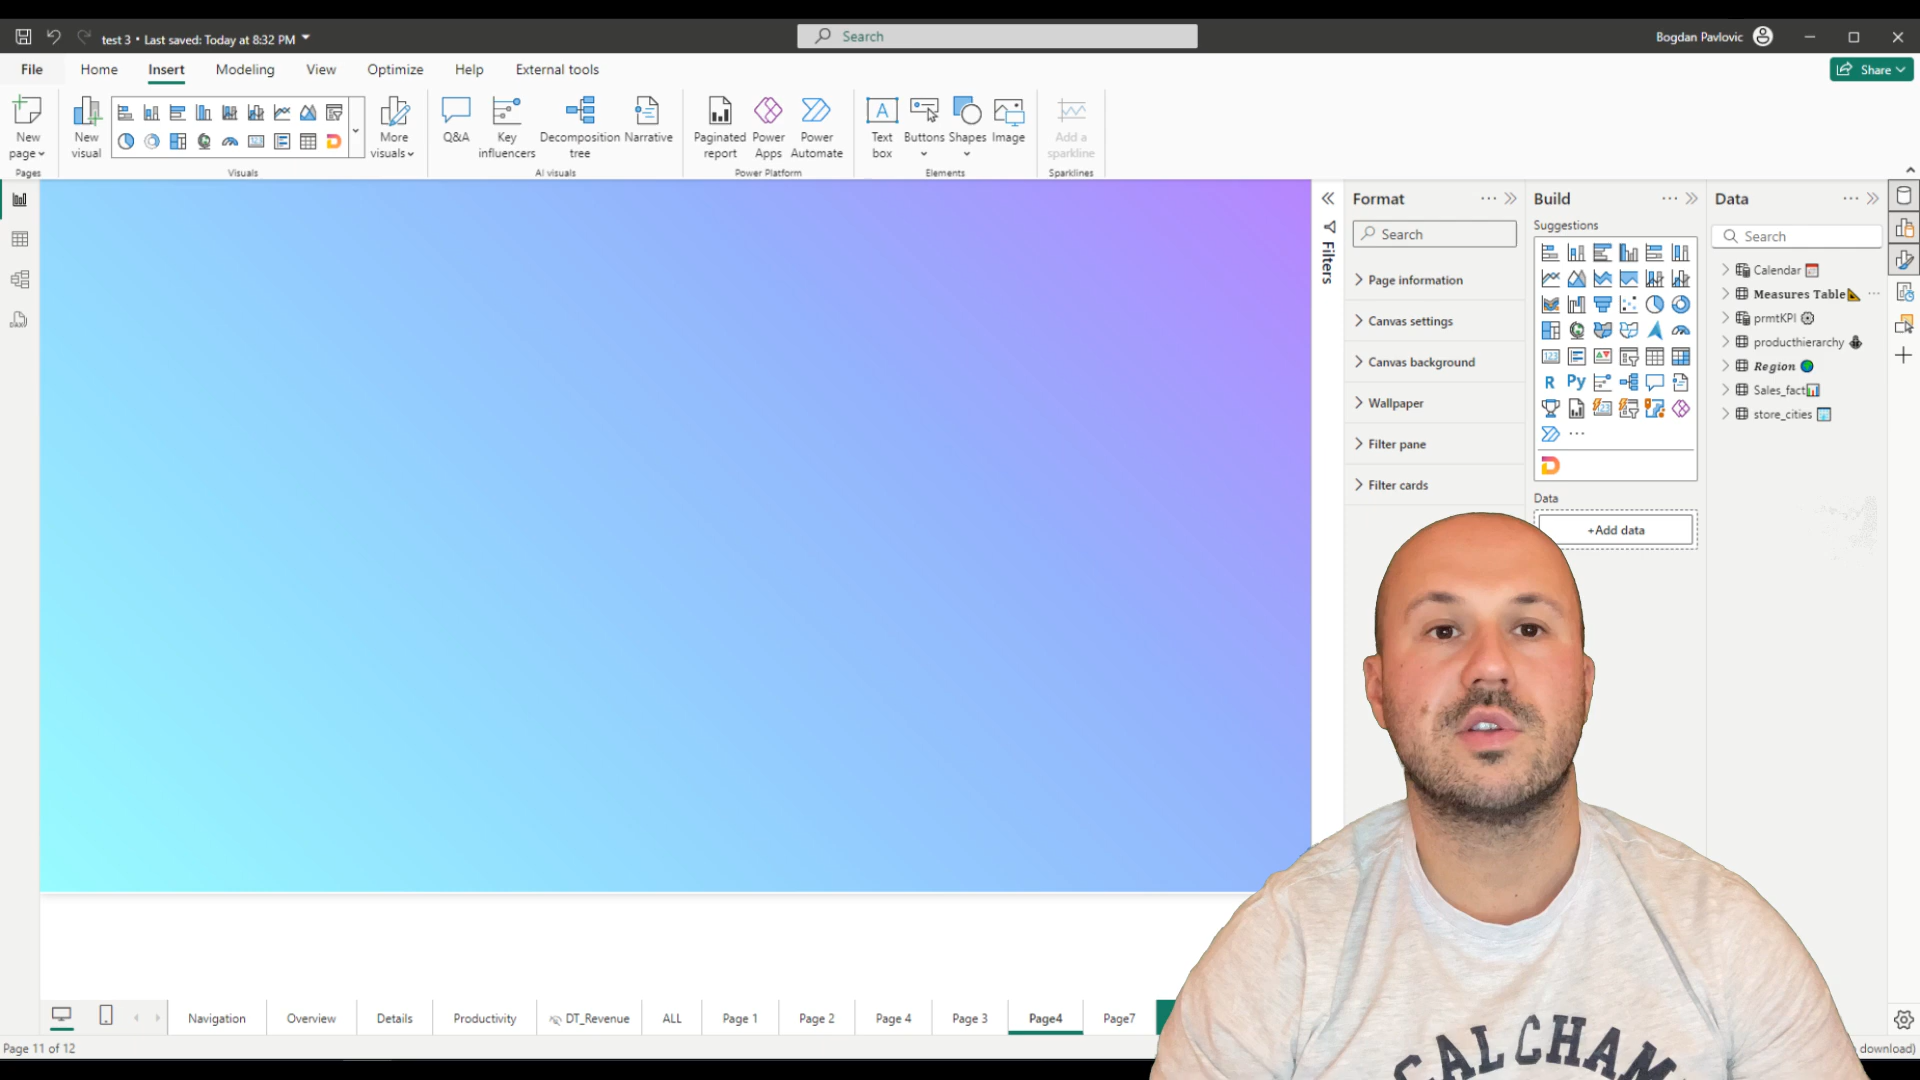 test 3 • Last saved: Today at 8:32 PM
Search
Bogdan Pavlovic
File Home Insert Modeling View Optimize Help External tools
Share
New page
New visual
More visuals
Q&A
Key influencers
Decomposition tree
Narrative
Paginated report
Power Apps
Power Automate
Text box
Buttons
Shapes
Image
Add a sparkline
Pages
Visuals
AI visuals
Power Platform
Elements
Sparklines
Filters
Format
Search
Page information
Canvas settings
Canvas background
Wallpaper
Filter pane
Filter cards
Build
Suggestions
R Py
Data
+Add data
Data
Search
Calendar
Measures Table
prmtKPI
producthierarchy
Region
Sales_fact
store_cities
Navigation Overview Details Productivity DT_Revenue ALL Page 1 Page 2 Page 4 Page 3 Page4 Page7
Page 11 of 12
download)
CAL CHAM